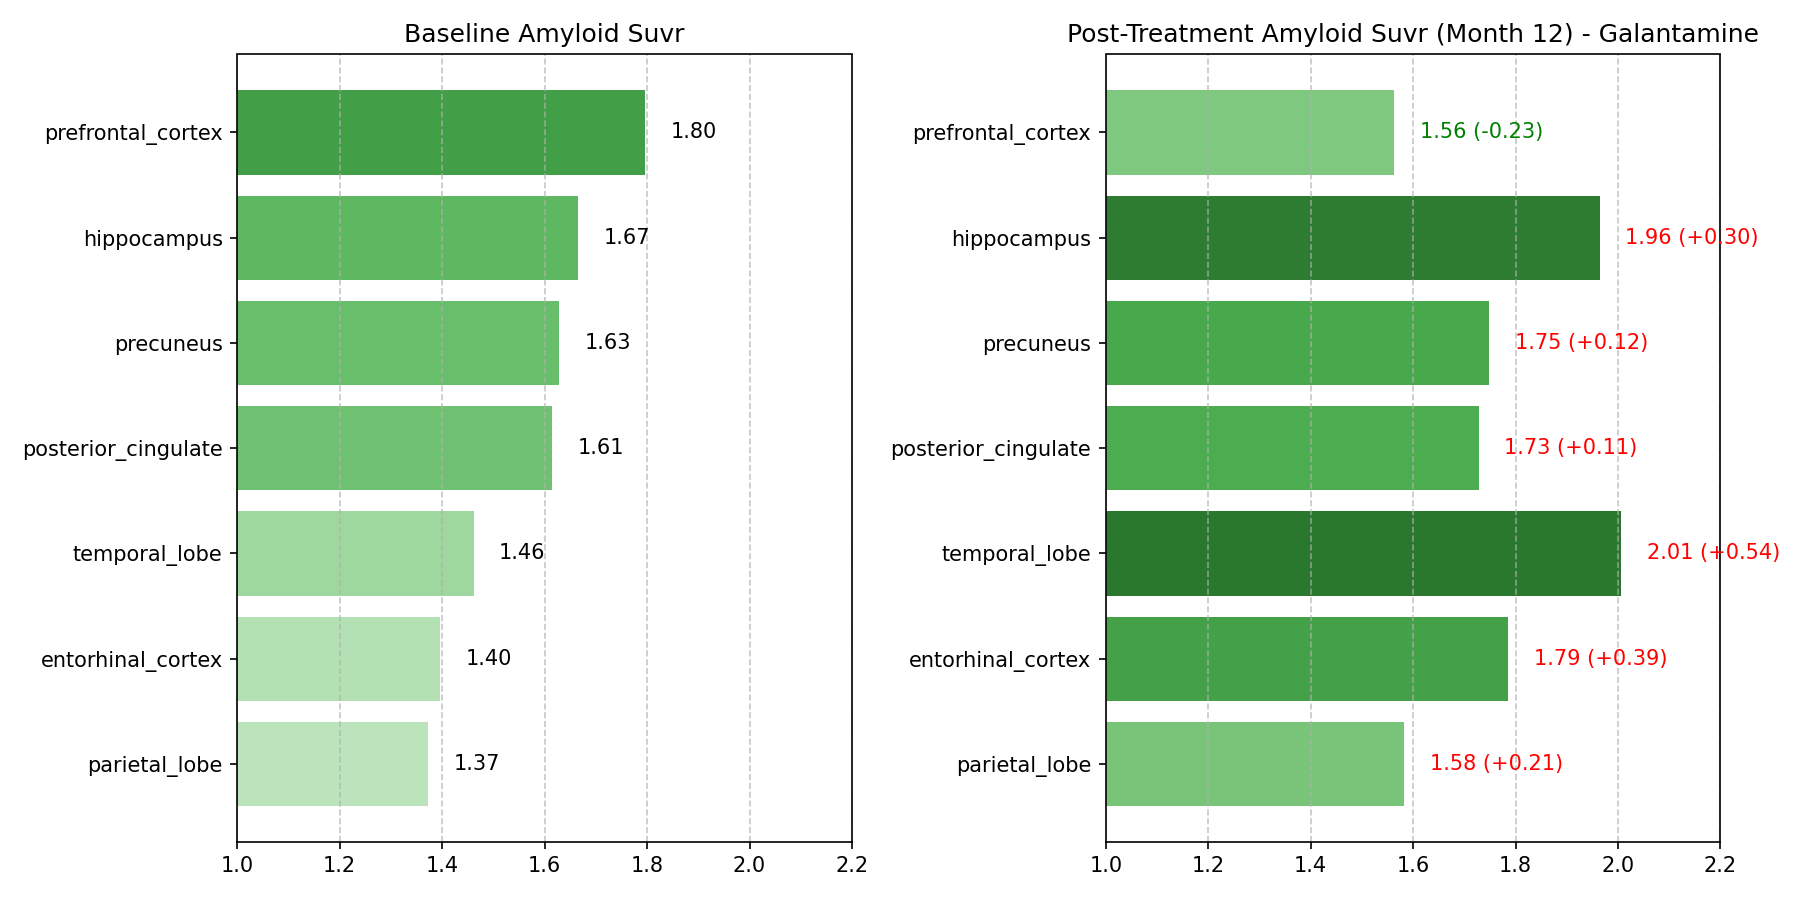 Baseline Amyloid Suvr
prefrontal_cortex
1.80
hippocampus
1.67
precuneus
1.63
posterior_cingulate
1.61
temporal_lobe
1.46
entorhinal_cortex
1.40
parietal_lobe
1.37
1.0 1.2 1.4 1.6 1.8 2.0 2.2
Post-Treatment Amyloid Suvr (Month 12) - Galantamine
prefrontal_cortex
1.56 (-0.23)
hippocampus
1.96 (+0.30)
precuneus
1.75 (+0.12)
posterior_cingulate
1.73 (+0.11)
temporal_lobe
2.01 (+0.54)
entorhinal_cortex
1.79 (+0.39)
parietal_lobe
1.58 (+0.21)
1.0 1.2 1.4 1.6 1.8 2.0 2.2